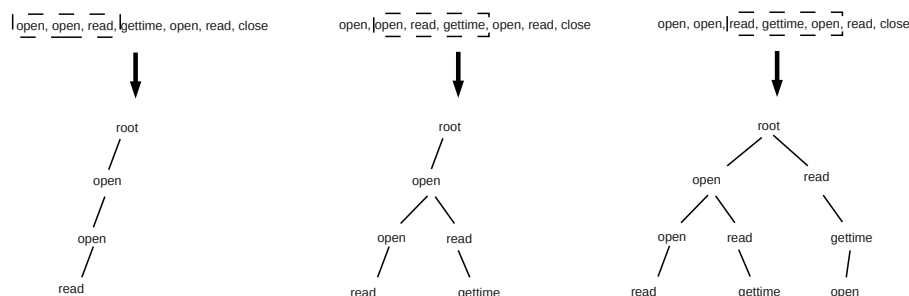 open, open, read, gettime, open, read, close
open, open, read, gettime, open, read, close
open, open, read, gettime, open, read, close
root
root
root
open
open
open
read
open
open
read
open
read
gettime
read
read
gettime
read
gettime
open